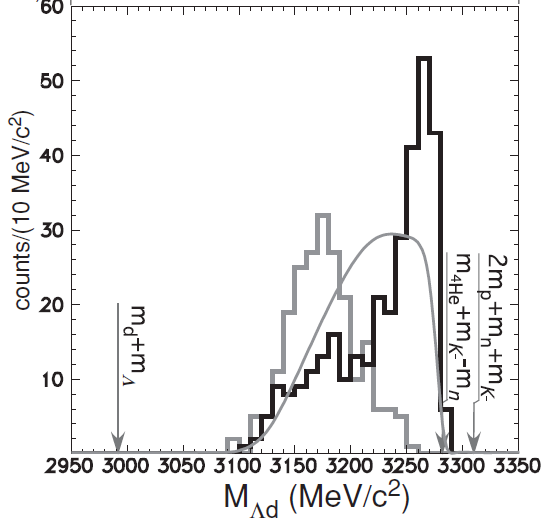 60
50
40
30
20
10
counts/(10 MeV/c²)
m_d+m_Λ
m_4He+m_K⁻-m_n
2m_p+m_n+m_K⁻
2950 3000 3050 3100 3150 3200 3250 3300 3350
M_Λd (MeV/c²)